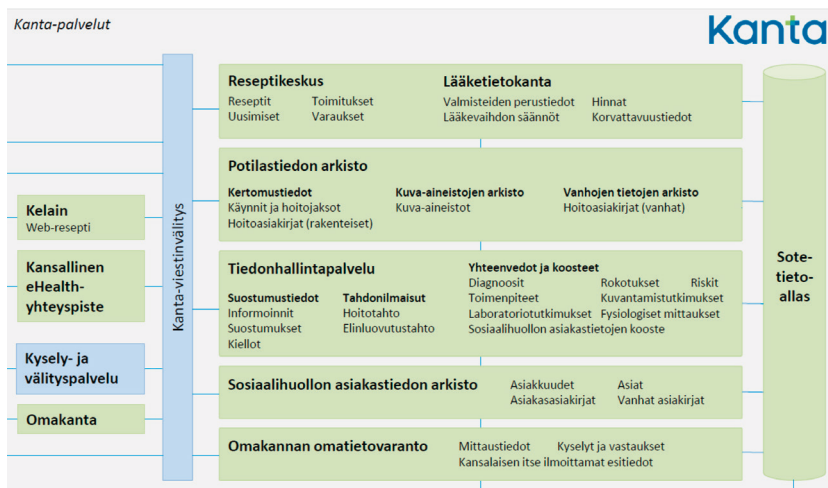 Kanta-palvelut
Kanta
Kelain
Web-resepti
Kansallinen
eHealth-
yhteyspiste
Kysely- ja
välityspalvelu
Omakanta
Kanta-viestinvälitys
Reseptikeskus
Reseptit Toimitukset
Uusimiset Varaukset
Lääketietokanta
Valmisteiden perustiedot Hinnat
Lääkevaihdon säännöt Korvattavuustiedot
Potilastiedon arkisto
Kertomustiedot
Käynnit ja hoitojaksot
Hoitoasiakirjat (rakenteiset)
Kuva-aineistojen arkisto
Kuva-aineistot
Vanhojen tietojen arkisto
Hoitoasiakirjat (vanhat)
Tiedonhallintapalvelu
Suostumustiedot
Informoinnit
Suostumukset
Kiellot
Tahdonilmaisut
Hoitotahto
Elinluovutustahto
Yhteenvedot ja koosteet
Diagnoosit Rokotukset Riskit
Toimenpiteet Kuvantamistutkimukset
Laboratoriotutkimukset Fysiologiset mittaukset
Sosiaalihuollon asiakastietojen kooste
Sosiaalihuollon asiakastiedon arkisto
Asiakkuudet Asiat
Asiakasasiakirjat Vanhat asiakirjat
Omakannan omatietovaranto
Mittaustiedot Kyselyt ja vastaukset
Kansalaisen itse ilmoittamat esitiedot
Sote-
tieto-
allas